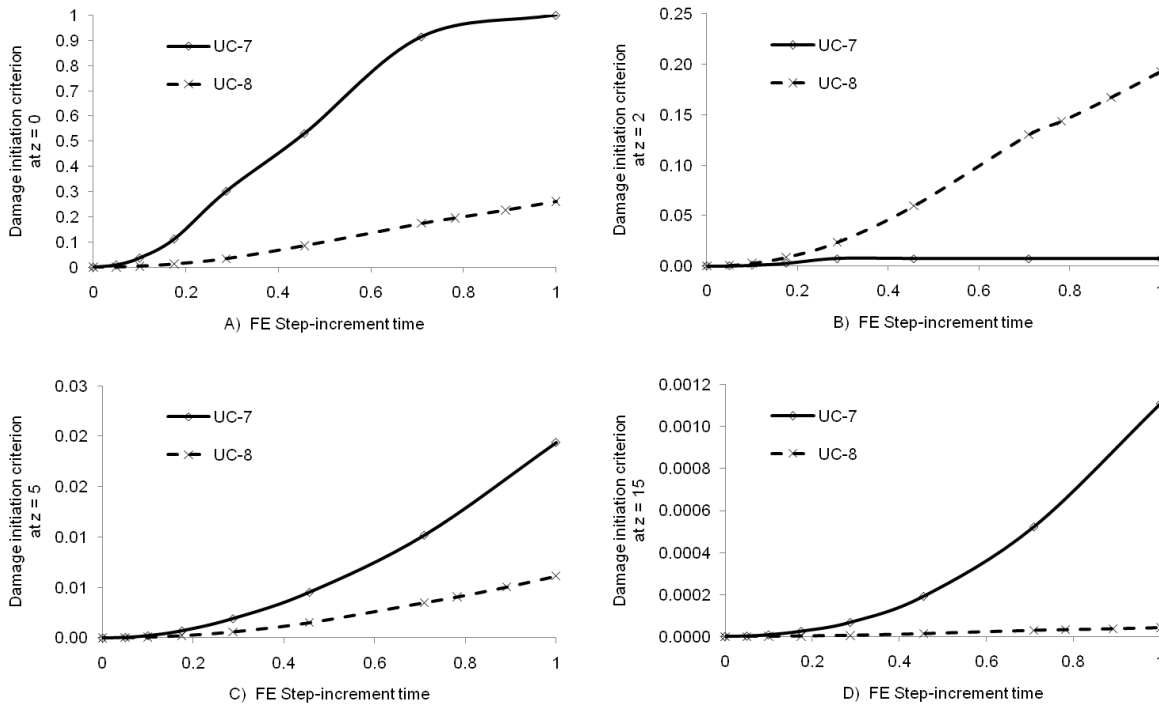 Damage initiation criterion
at z = 0
1
0.9
0.8
0.7
0.6
0.5
0.4
0.3
0.2
0.1
0
UC-7
UC-8
0 0.2 0.4 0.6 0.8 1
A) FE Step-increment time
Damage initiation criterion
at z = 2
0.25
0.20
0.15
0.10
0.05
0.00
UC-7
UC-8
0 0.2 0.4 0.6 0.8 1
B) FE Step-increment time
Damage initiation criterion
at z = 5
0.03
0.02
0.02
0.01
0.01
0.00
UC-7
UC-8
0 0.2 0.4 0.6 0.8 1
C) FE Step-increment time
Damage initiation criterion
at z = 15
0.0012
0.0010
0.0008
0.0006
0.0004
0.0002
0.0000
UC-7
UC-8
0 0.2 0.4 0.6 0.8 1
D) FE Step-increment time